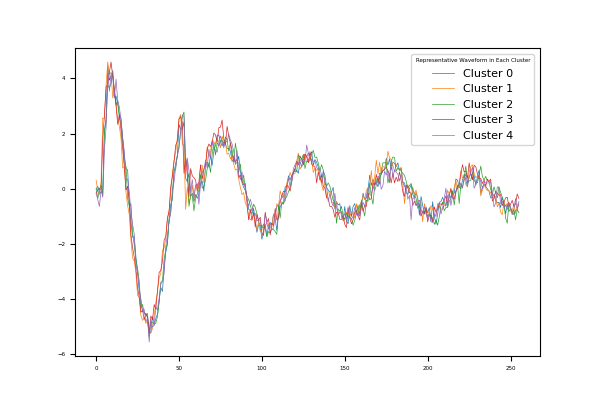 Representative Waveform in Each Cluster
Cluster 0
Cluster 1
Cluster 2
Cluster 3
Cluster 4
4
2
0
−2
−4
−6
0 50 100 150 200 250